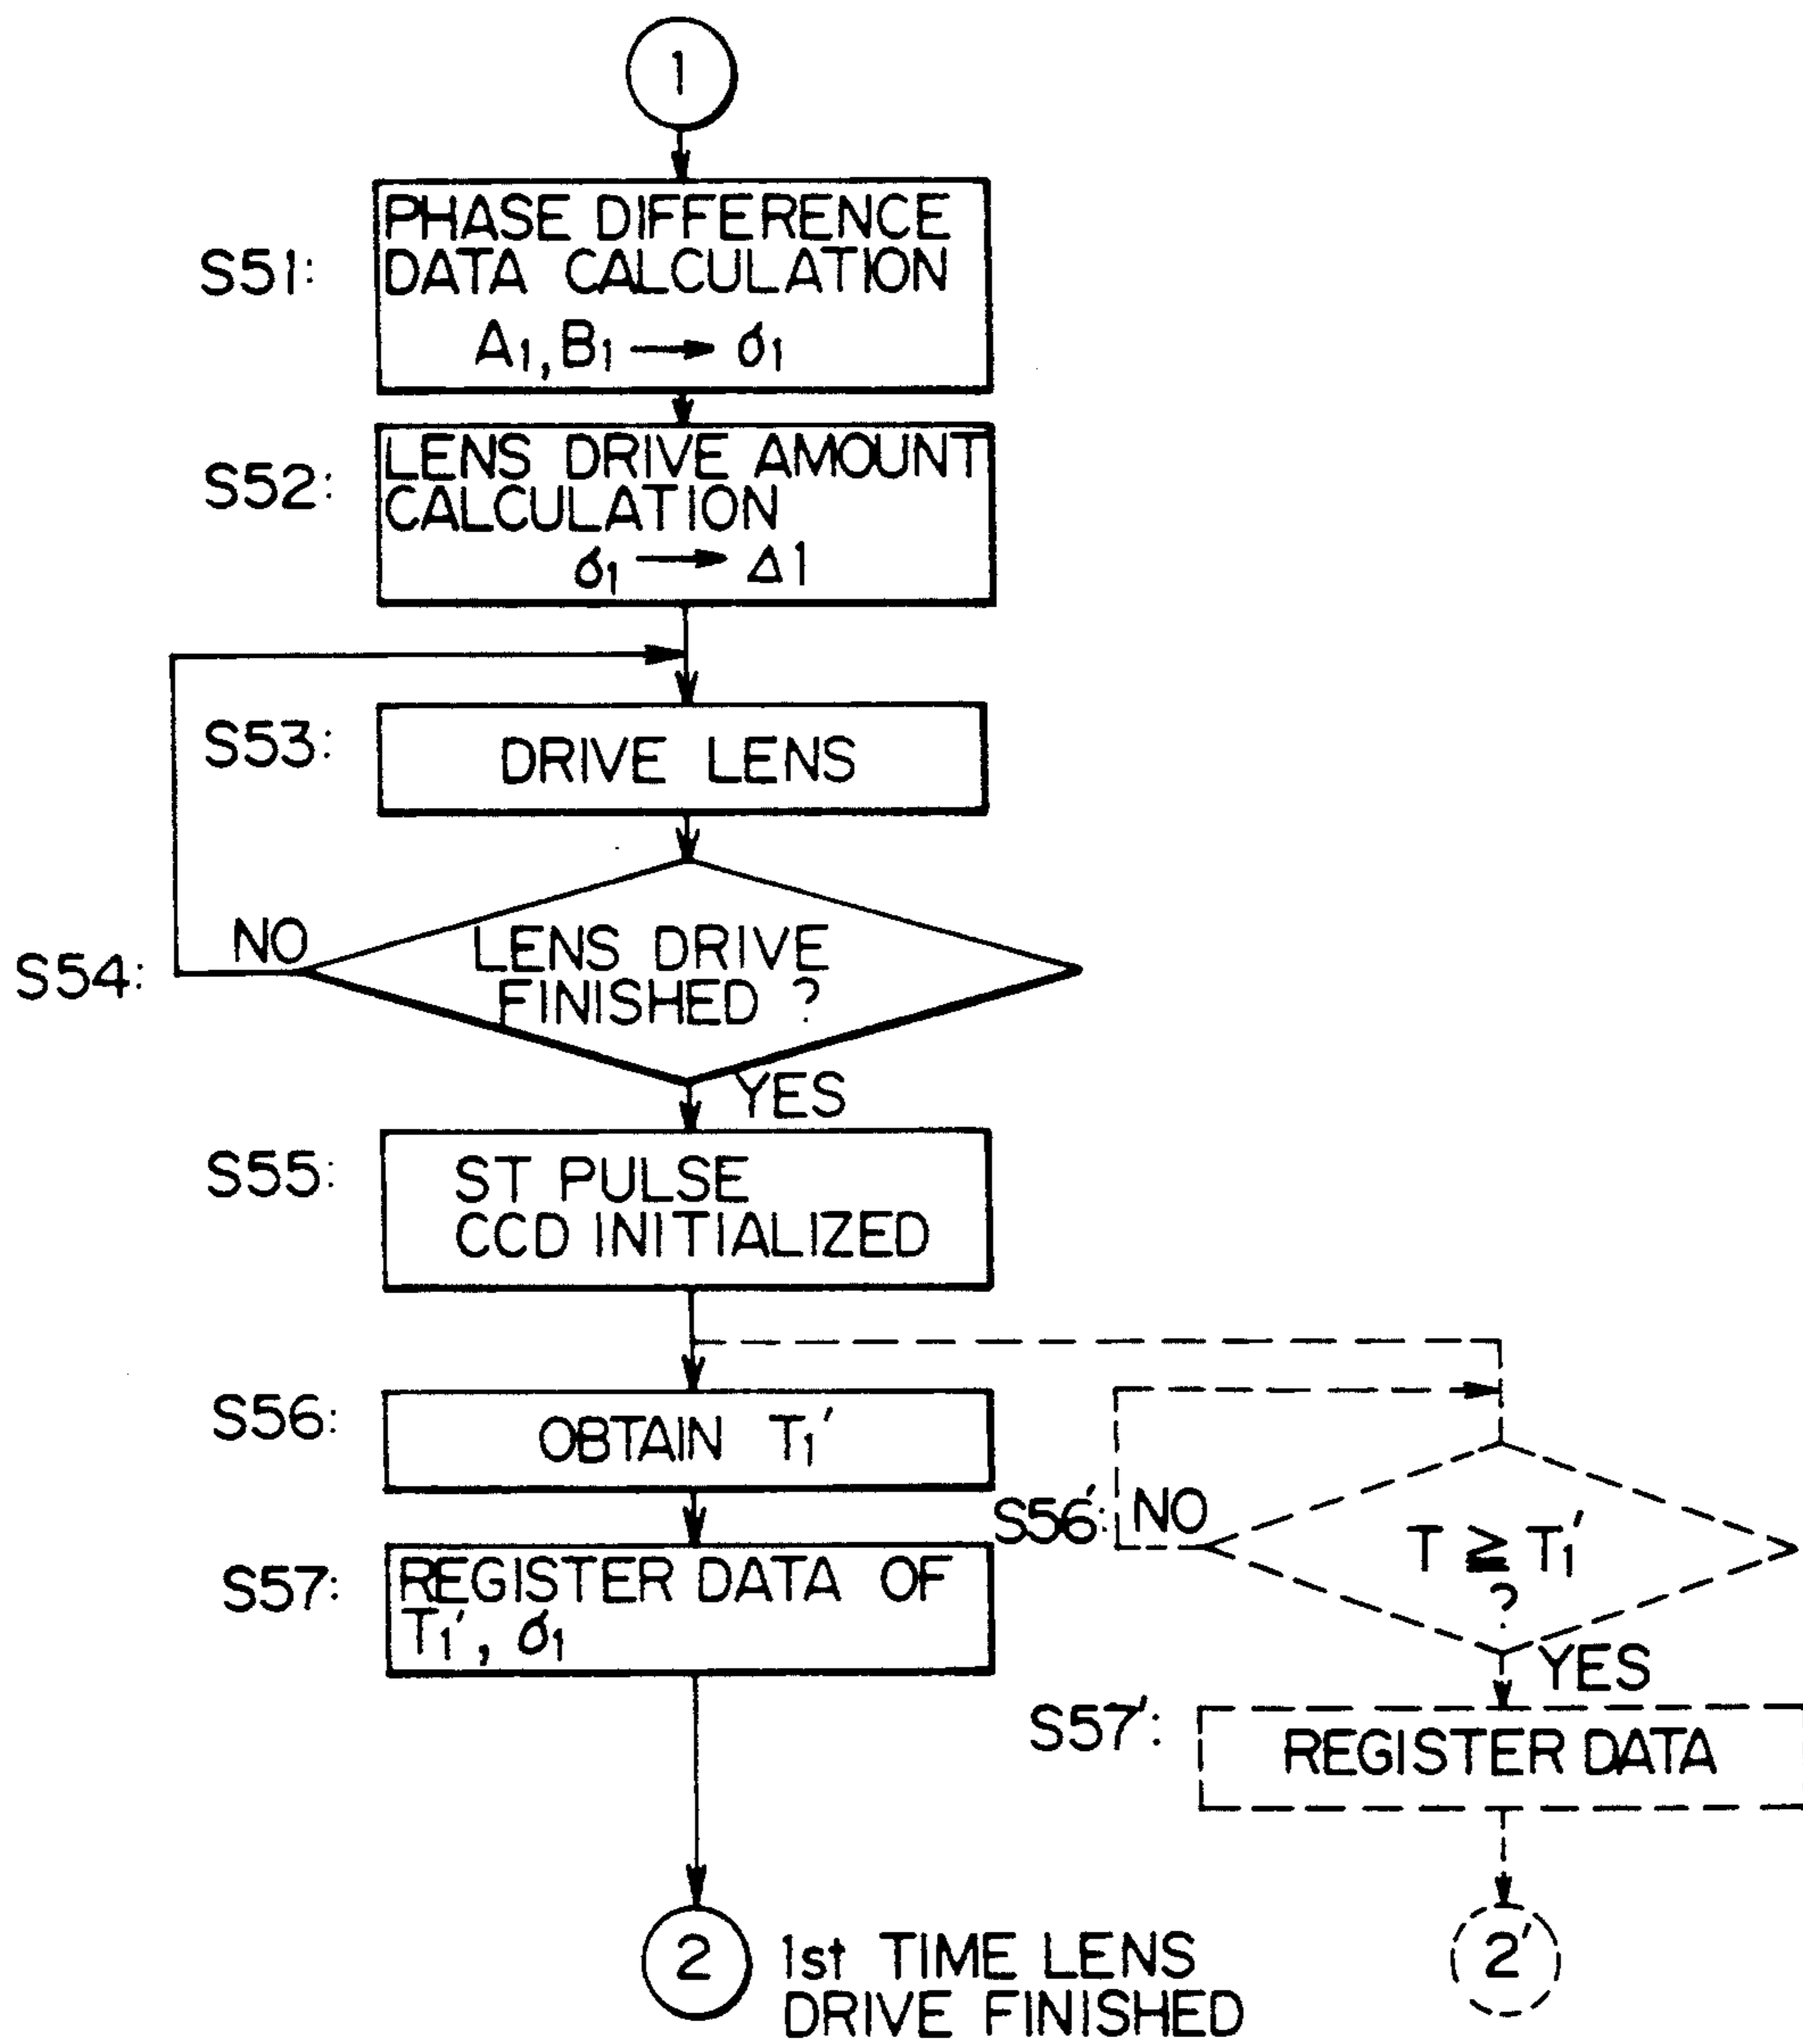 1
S51:
PHASE DIFFERENCE
DATA CALCULATION
A1, B1 → σ1
S52:
LENS DRIVE AMOUNT
CALCULATION
σ1 → Δ1
S53:
DRIVE LENS
S54:
NO
LENS DRIVE
FINISHED ?
YES
S55:
ST PULSE
CCD INITIALIZED
S56:
OBTAIN T1'
S57:
REGISTER DATA OF
T1', σ1
S56':
NO
T ≧ T1'
?
YES
S57':
REGISTER DATA
2
1st TIME LENS
DRIVE FINISHED
2'